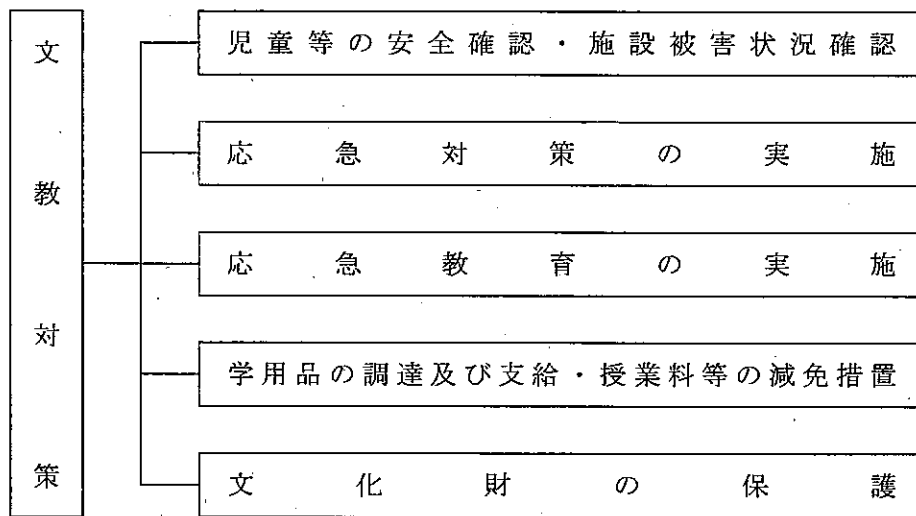 文教対策
児童等の安全確認・施設被害状況確認
応急対策の実施
応急教育の実施
学用品の調達及び支給・授業料等の減免措置
文化財の保護